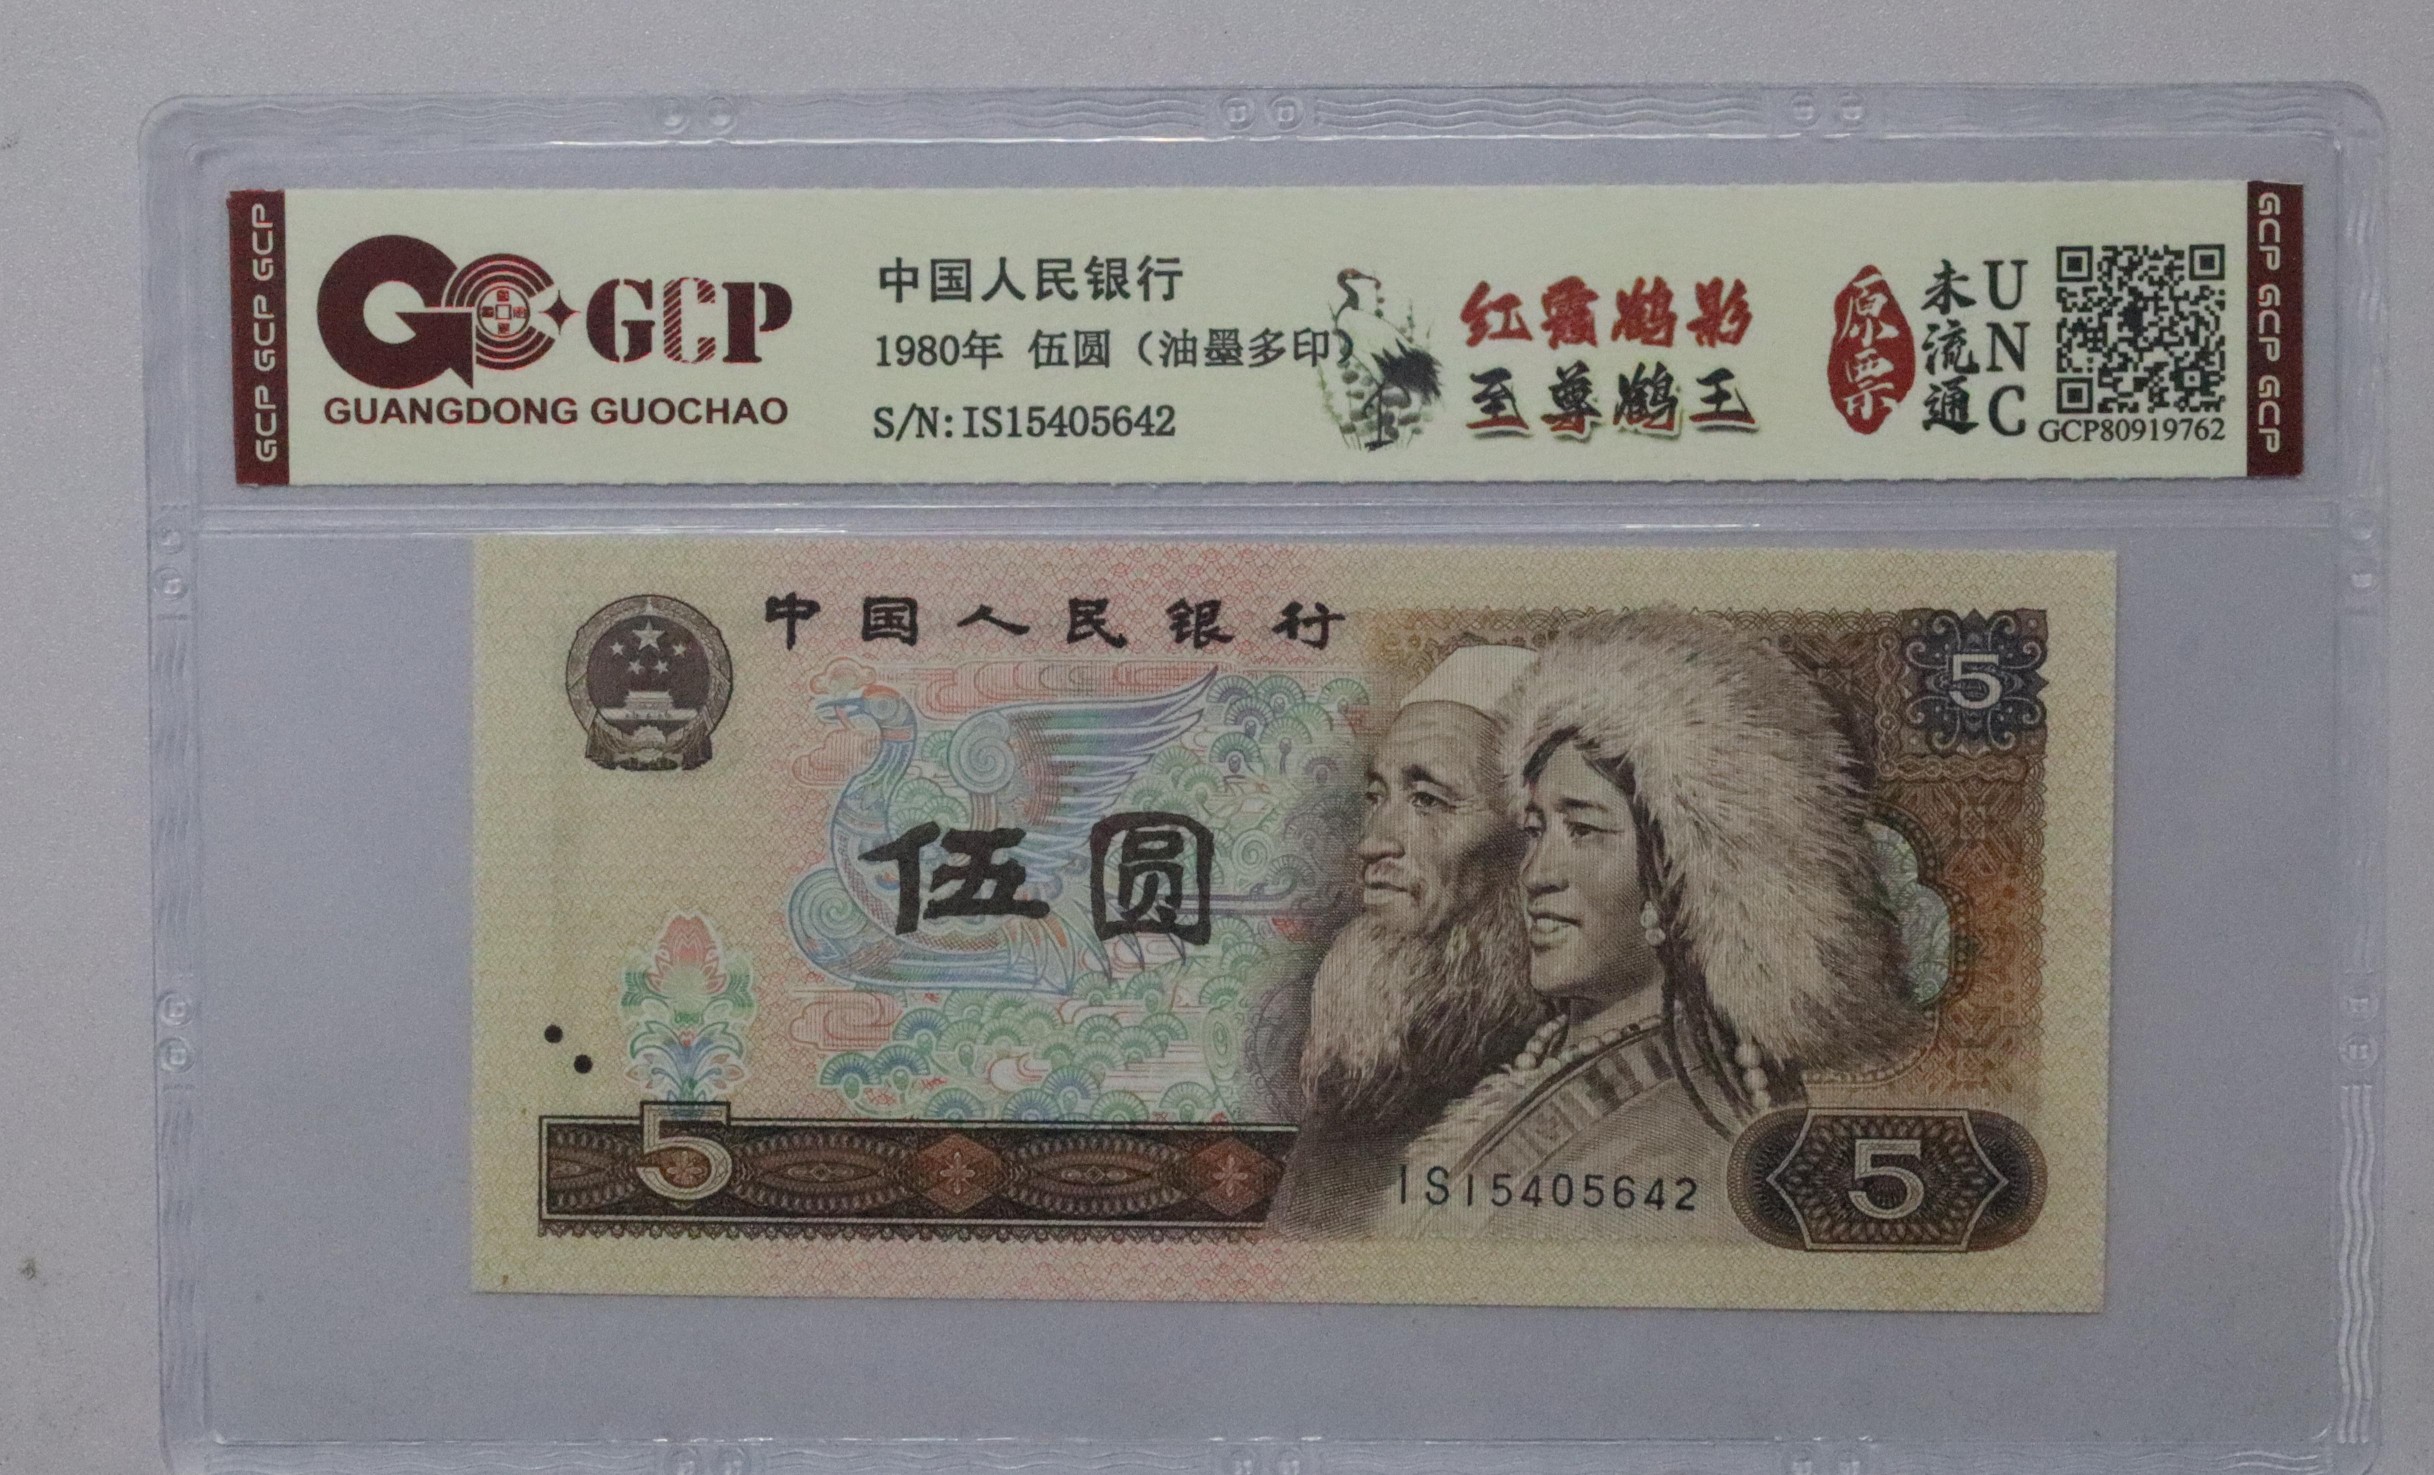 GCP GCP GCP
GCP
GUANGDONG GUOCHAO
中国人民银行
1980年 伍圆（油墨多印）
S/N:IS15405642
红霞鹤影
至尊鹤王
原票
未流通
UNC
GCP80919762
GCP GCP GCP
中国人民银行
5
伍圆
5
IS15405642
5